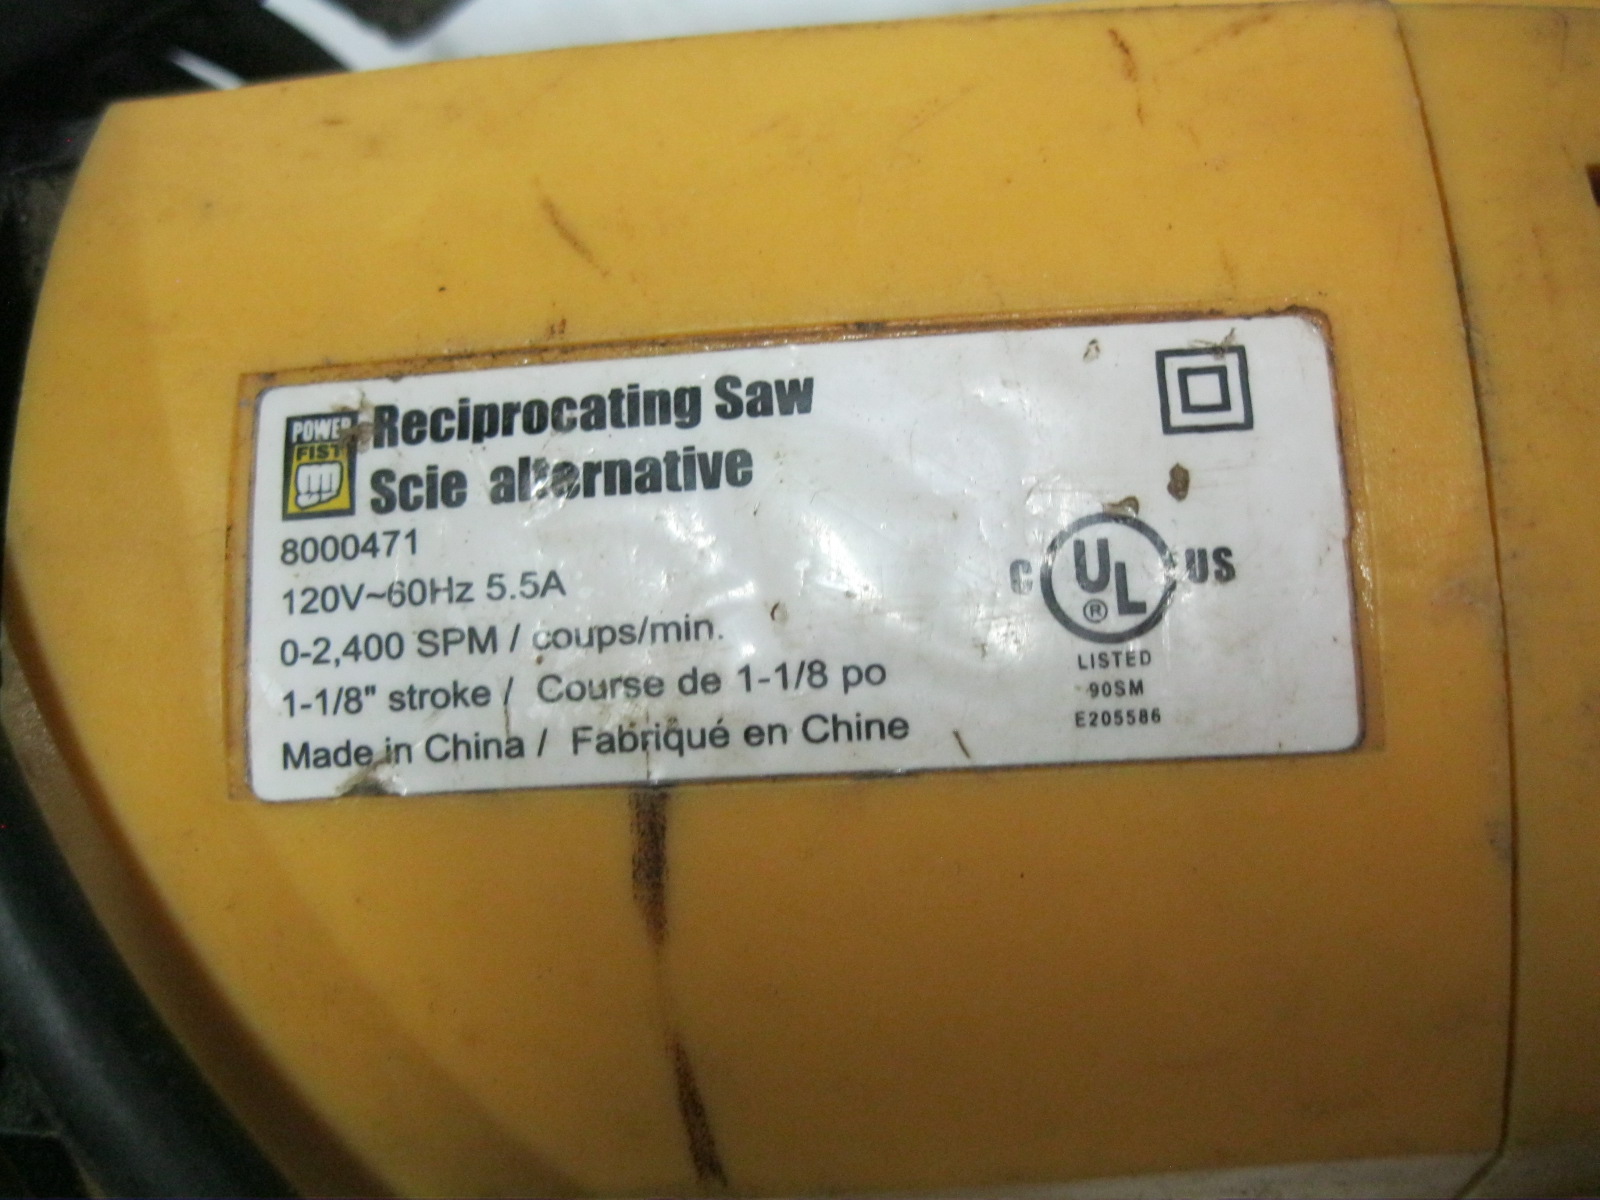 POWER
FIST
Reciprocating Saw
Scie alternative
8000471
120V~60Hz 5.5A
0-2,400 SPM / coups/min.
1-1/8" stroke / Course de 1-1/8 po
Made in China / Fabriqué en Chine
C UL US
®
LISTED
90SM
E205586